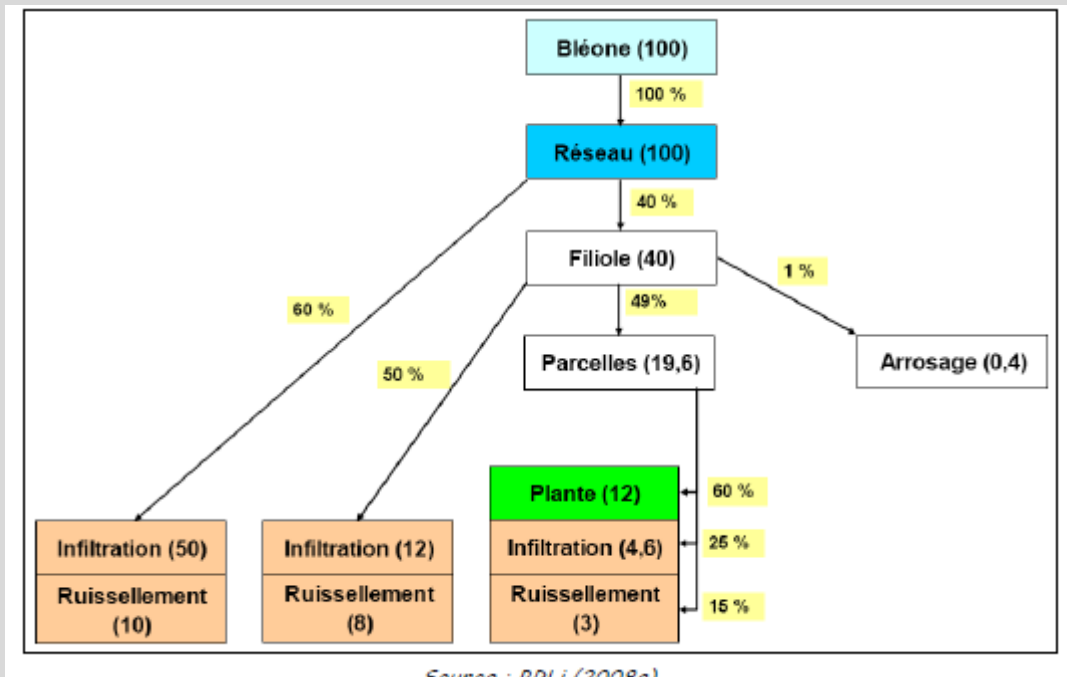 Bléone (100)
100 %
Réseau (100)
40 %
Filiole (40)
1 %
60 %
49%
50 %
Parcelles (19,6)
Arrosage (0,4)
Plante (12)
60 %
Infiltration (50)
Infiltration (12)
Infiltration (4,6)
25 %
Ruissellement
(10)
Ruissellement
(8)
Ruissellement
(3)
15 %